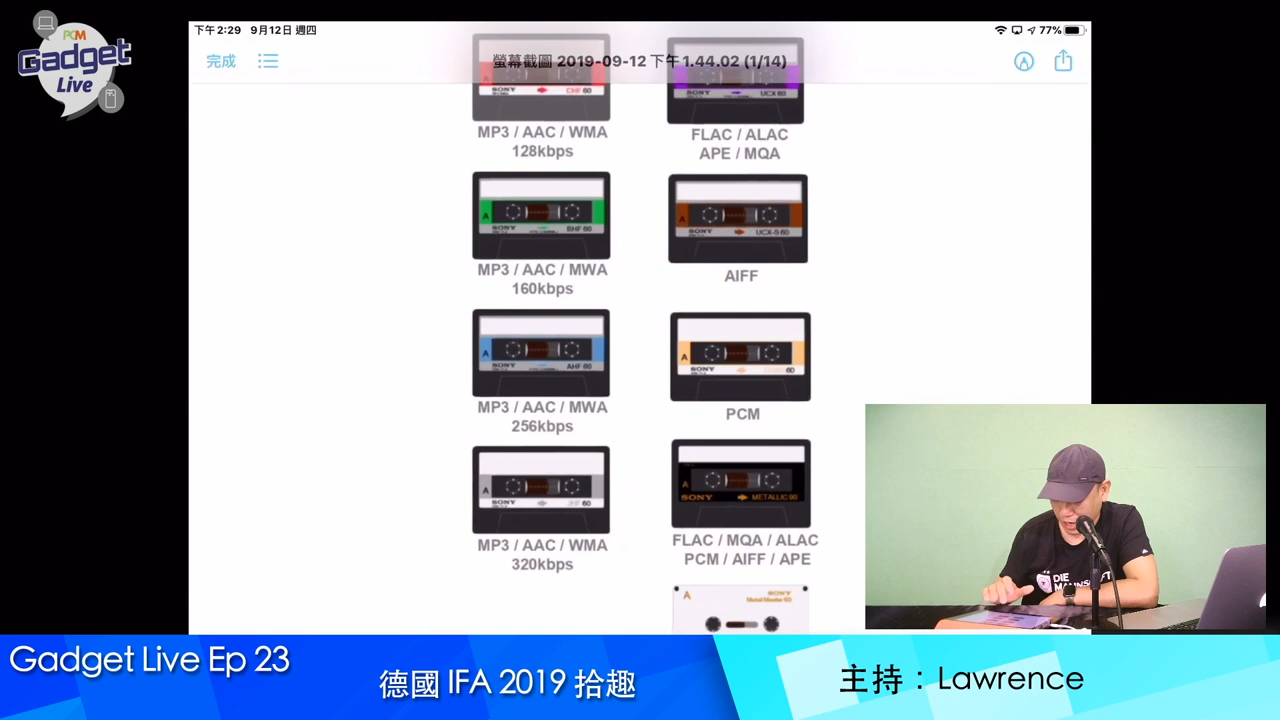 PCM
Gadget
Live
下午2:29 9月12日 週四
77%
完成
螢幕截圖 2019-09-12 下午1.44.02 (1/14)
SONY
CHF 60
MP3 / AAC / WMA
128kbps
SONY
UCX 60
FLAC / ALAC
APE / MQA
A
SONY
BHF 60
MP3 / AAC / MWA
160kbps
A
SONY
UCX-S 60
AIFF
A
SONY
AHF 60
MP3 / AAC / MWA
256kbps
A
SONY
60
PCM
A
SONY
60
MP3 / AAC / WMA
320kbps
A
SONY
METALLIC 90
FLAC / MQA / ALAC
PCM / AIFF / APE
A
SONY
Metal Master 60
DIE
Gadget Live Ep 23
德國 IFA 2019 拾趣
主持：Lawrence